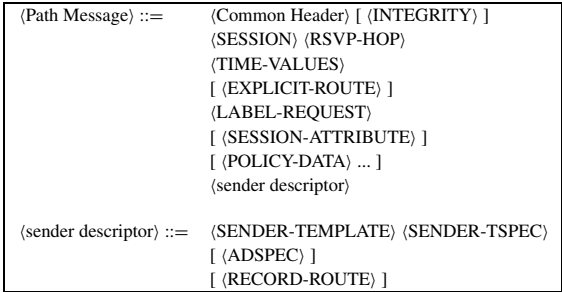 ⟨Path Message⟩ ::= ⟨Common Header⟩ [ ⟨INTEGRITY⟩ ]
⟨SESSION⟩ ⟨RSVP-HOP⟩
⟨TIME-VALUES⟩
[ ⟨EXPLICIT-ROUTE⟩ ]
⟨LABEL-REQUEST⟩
[ ⟨SESSION-ATTRIBUTE⟩ ]
[ ⟨POLICY-DATA⟩ ... ]
⟨sender descriptor⟩
⟨sender descriptor⟩ ::= ⟨SENDER-TEMPLATE⟩ ⟨SENDER-TSPEC⟩
[ ⟨ADSPEC⟩ ]
[ ⟨RECORD-ROUTE⟩ ]